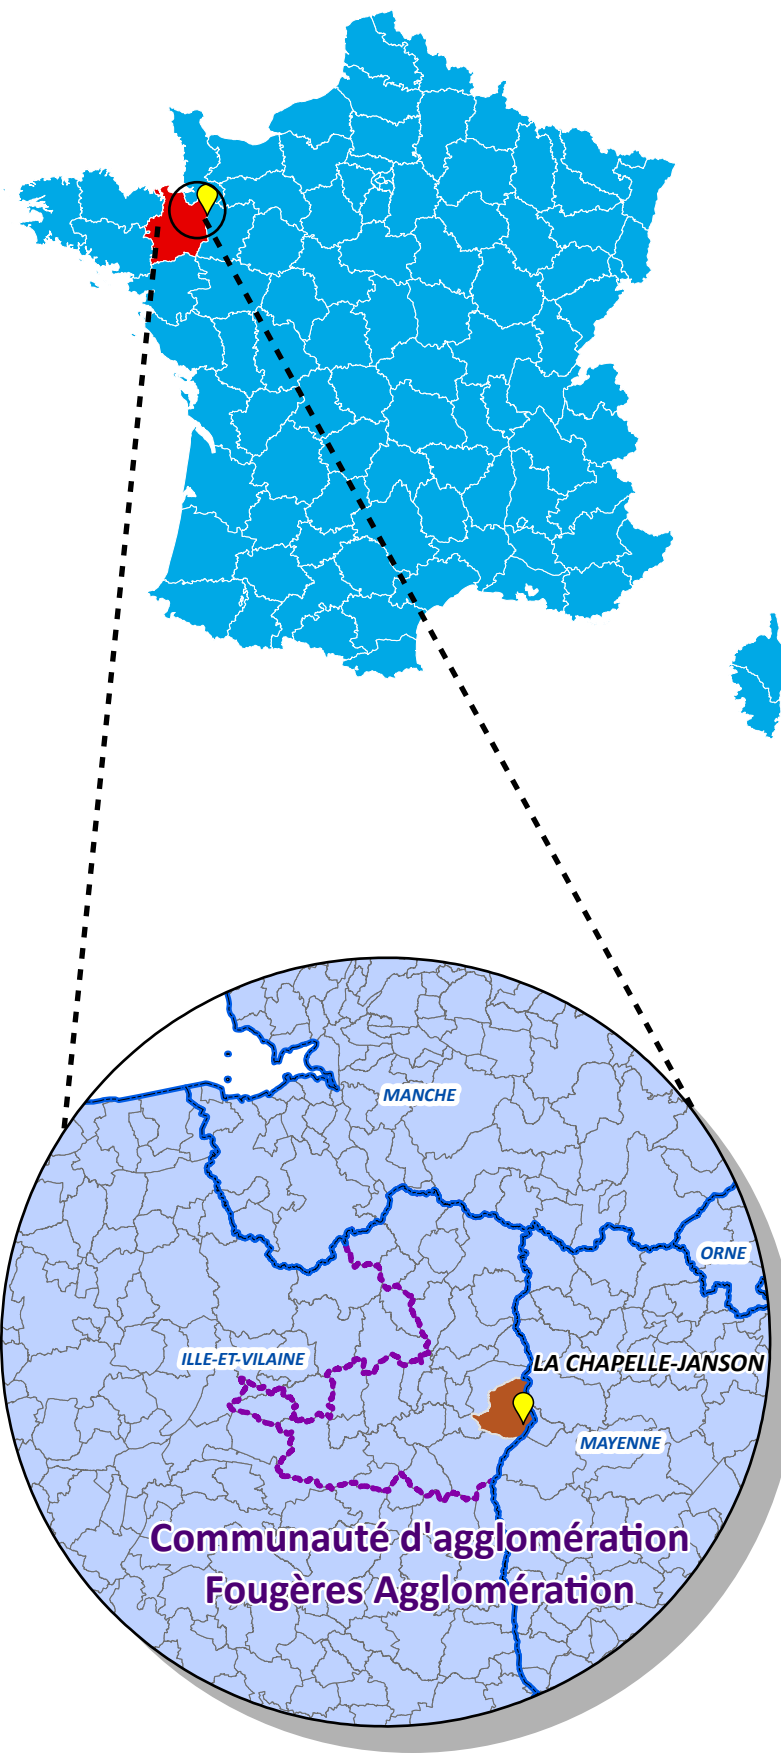 MANCHE
ORNE
ILLE-ET-VILAINE
LA CHAPELLE-JANSON
MAYENNE
Communauté d'agglomération
Fougères Agglomération